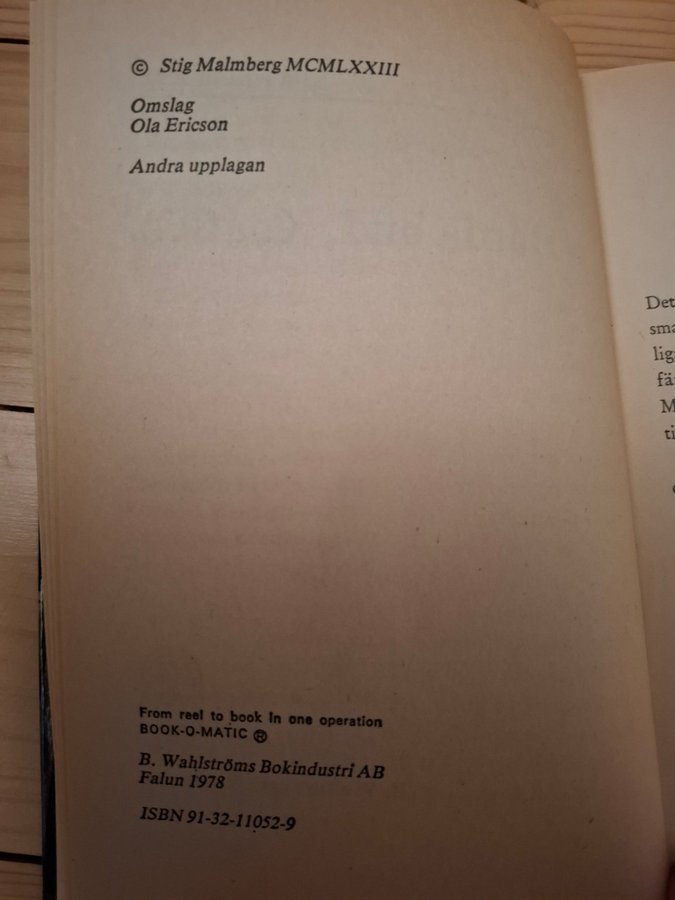 © Stig Malmberg MCMLXXIII
Omslag
Ola Ericson
Andra upplagan
From reel to book In one operation
BOOK-O-MATIC ®
B. Wahlströms Bokindustri AB
Falun 1978
ISBN 91-32-11052-9
Det